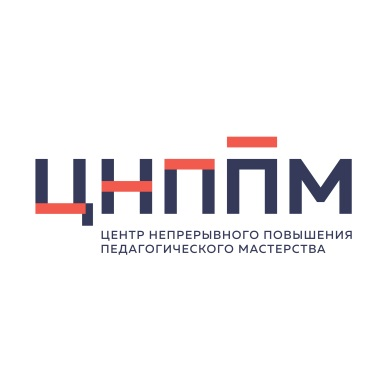 ЦНППМ
ЦЕНТР НЕПРЕРЫВНОГО ПОВЫШЕНИЯ
ПЕДАГОГИЧЕСКОГО МАСТЕРСТВА